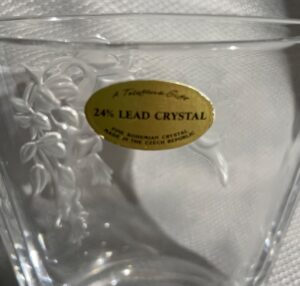 A Teleflora Gift
24% LEAD CRYSTAL
FINE BOHEMIAN CRYSTAL
MADE IN THE CZECH REPUBLIC